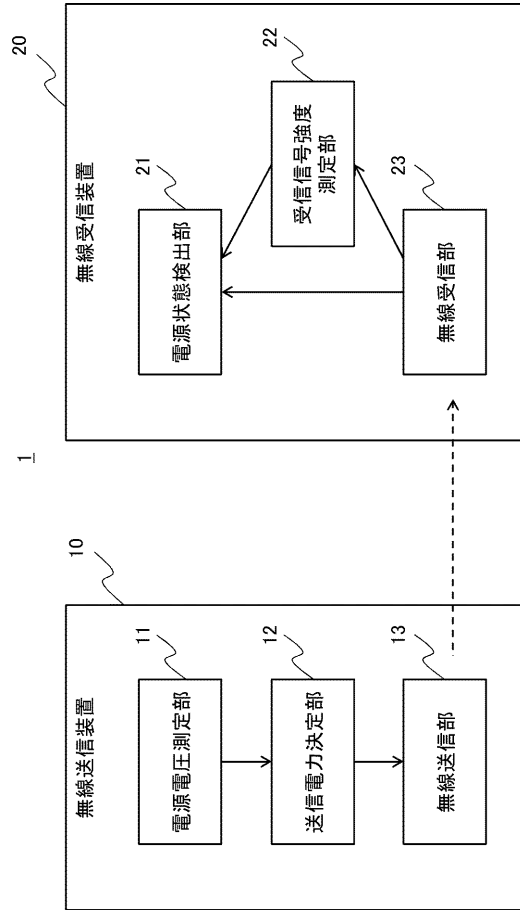 1
10
無線送信装置
11
電源電圧測定部
12
送信電力決定部
13
無線送信部
20
無線受信装置
21
電源状態検出部
22
受信信号強度
測定部
23
無線受信部